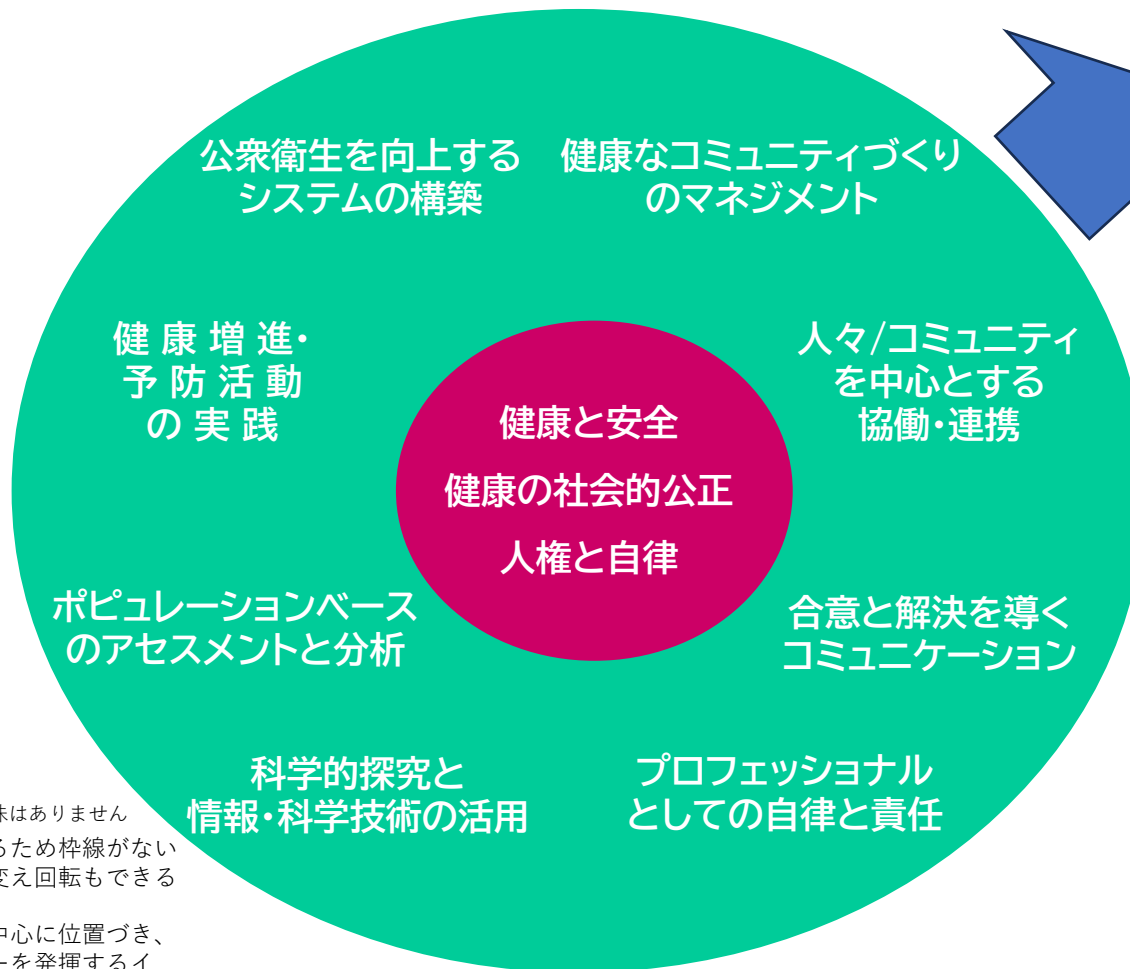 公衆衛生を向上する
システムの構築
健康なコミュニティづくり
のマネジメント
健 康 増 進・
予 防 活 動
の 実 践
人々/コミュニティ
を中心とする
協働・連携
健康と安全
健康の社会的公正
人権と自律
ポピュレーションベース
のアセスメントと分析
合意と解決を導く
コミュニケーション
科学的探究と
情報・科学技術の活用
プロフェッショナル
としての自律と責任
味はありません
るため枠線がない
変え回転もできる
中心に位置づき、
ーを発揮するイ